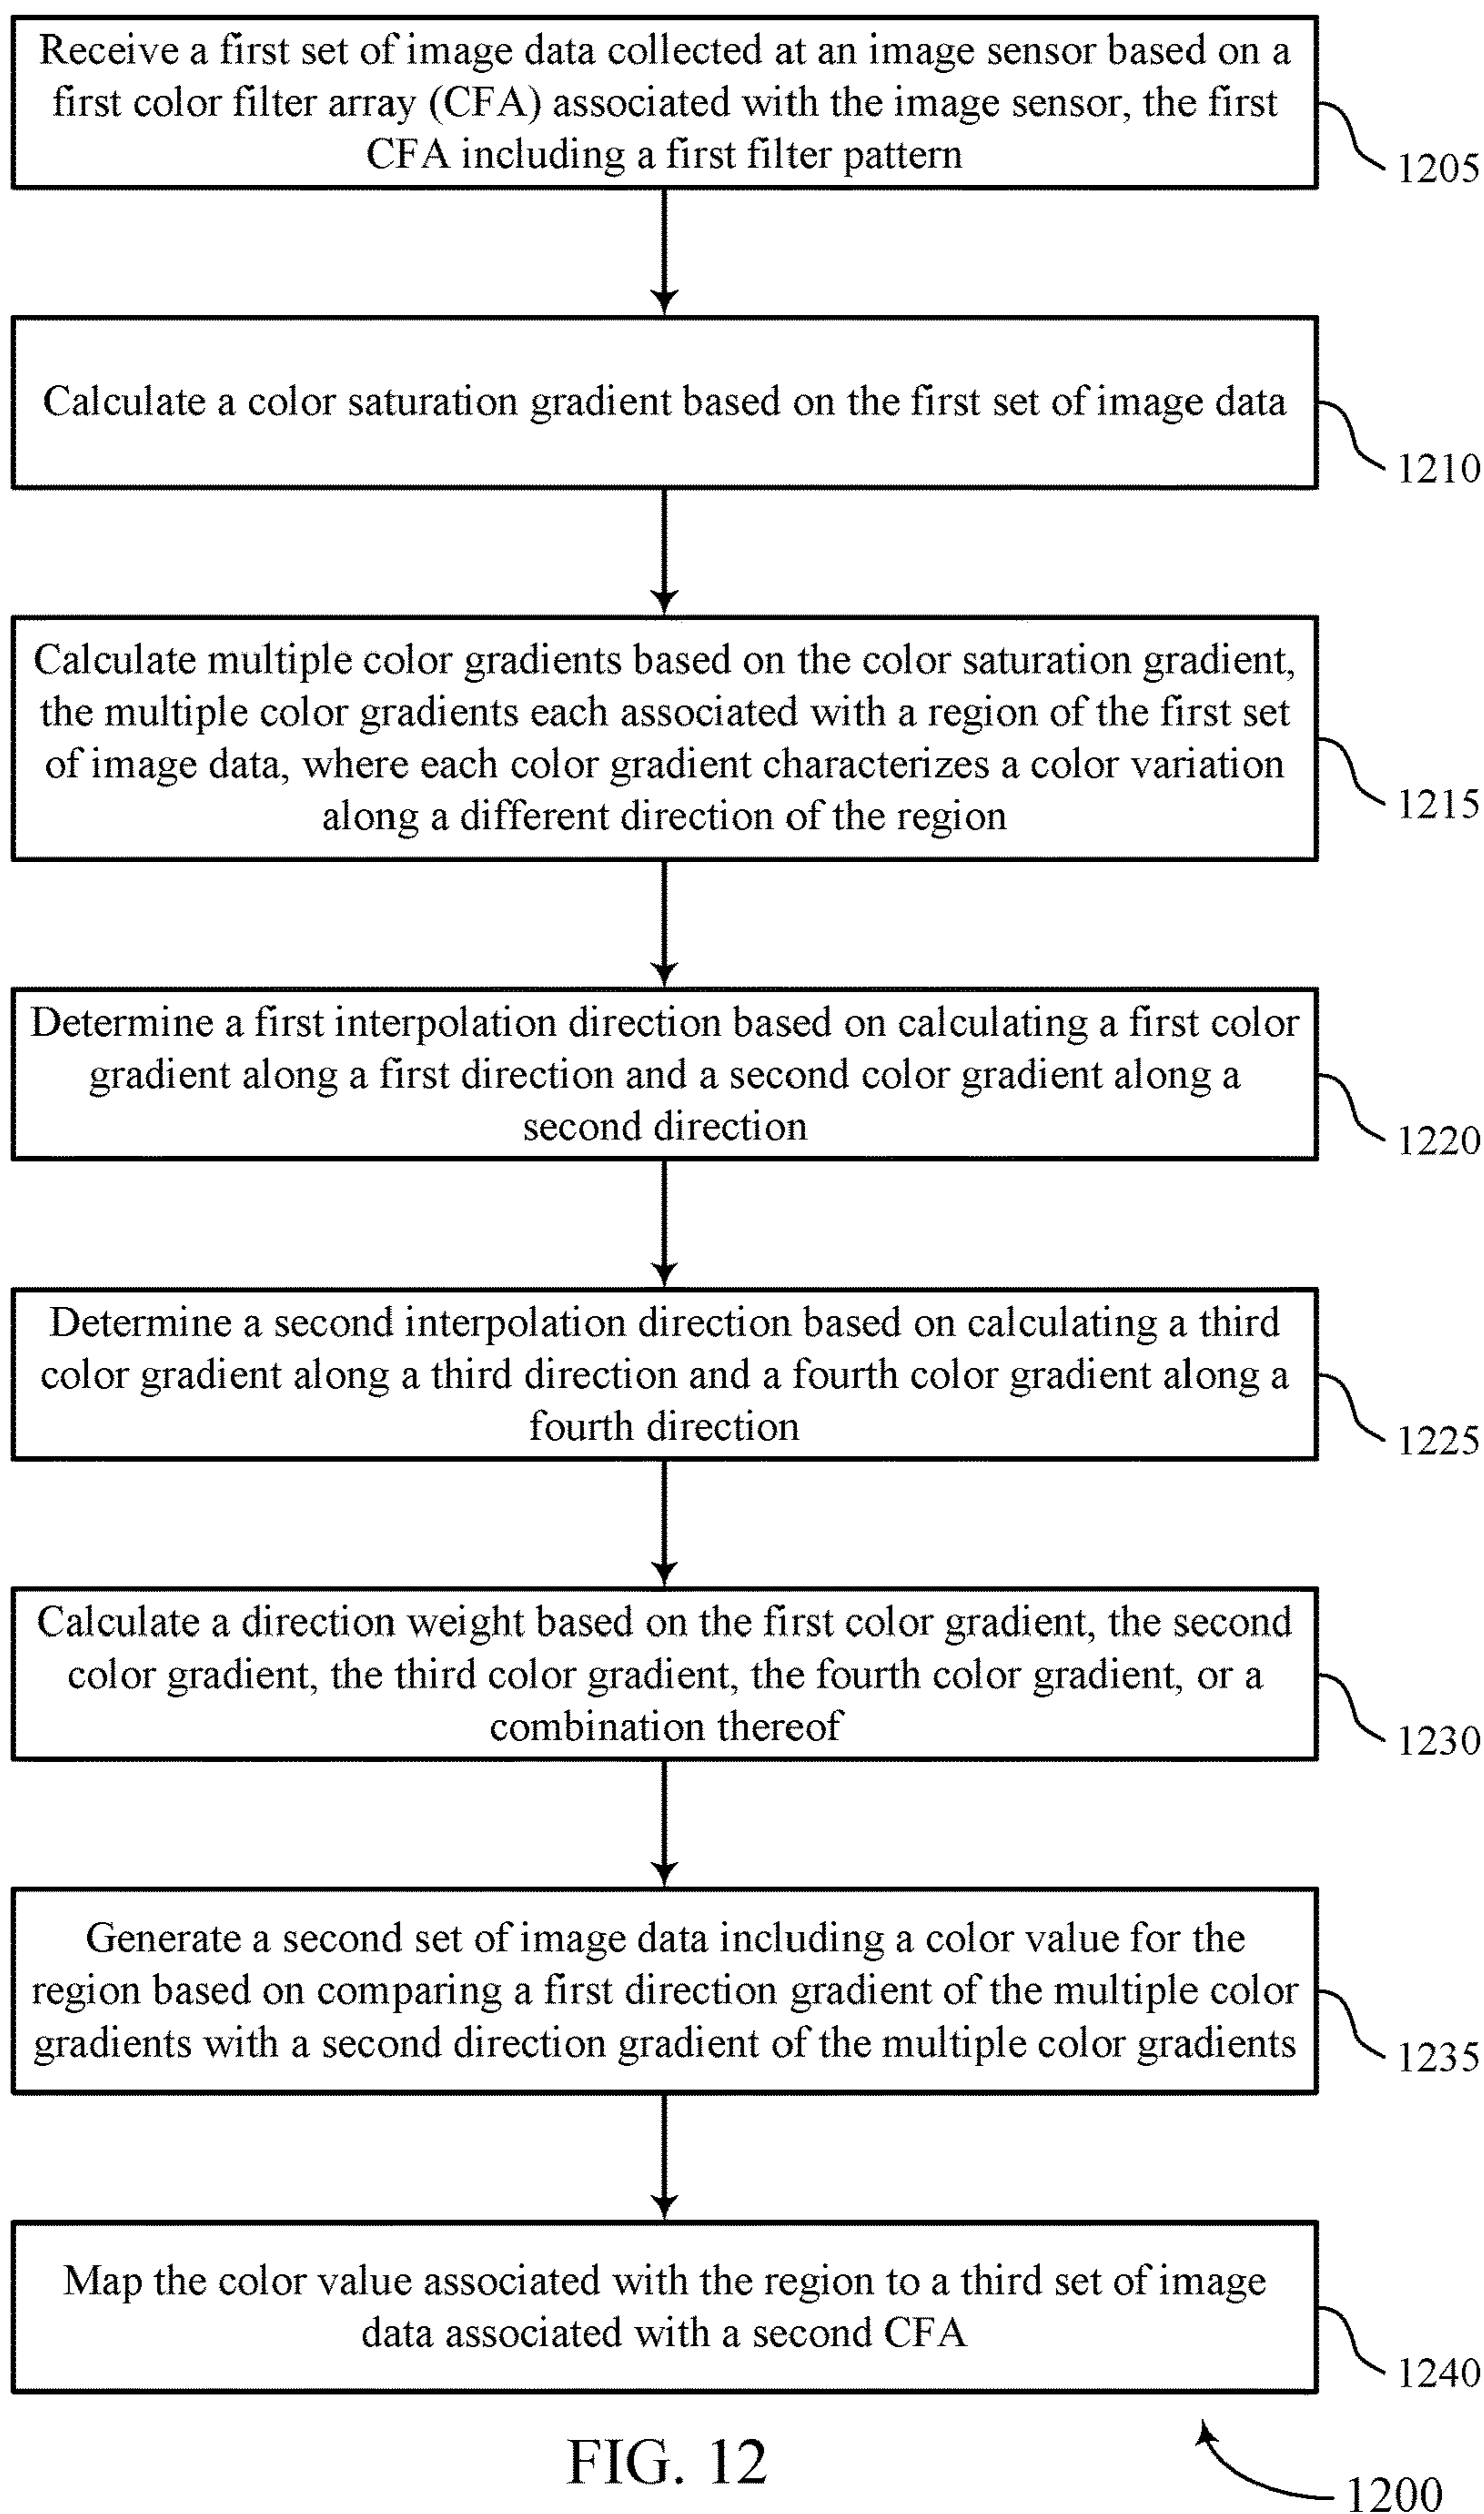 Receive a first set of image data collected at an image sensor based on a
first color filter array (CFA) associated with the image sensor, the first
CFA including a first filter pattern
1205
Calculate a color saturation gradient based on the first set of image data
1210
Calculate multiple color gradients based on the color saturation gradient,
the multiple color gradients each associated with a region of the first set
of image data, where each color gradient characterizes a color variation
along a different direction of the region
1215
Determine a first interpolation direction based on calculating a first color
gradient along a first direction and a second color gradient along a
second direction
1220
Determine a second interpolation direction based on calculating a third
color gradient along a third direction and a fourth color gradient along a
fourth direction
1225
Calculate a direction weight based on the first color gradient, the second
color gradient, the third color gradient, the fourth color gradient, or a
combination thereof
1230
Generate a second set of image data including a color value for the
region based on comparing a first direction gradient of the multiple color
gradients with a second direction gradient of the multiple color gradients
1235
Map the color value associated with the region to a third set of image
data associated with a second CFA
1240
FIG. 12
1200